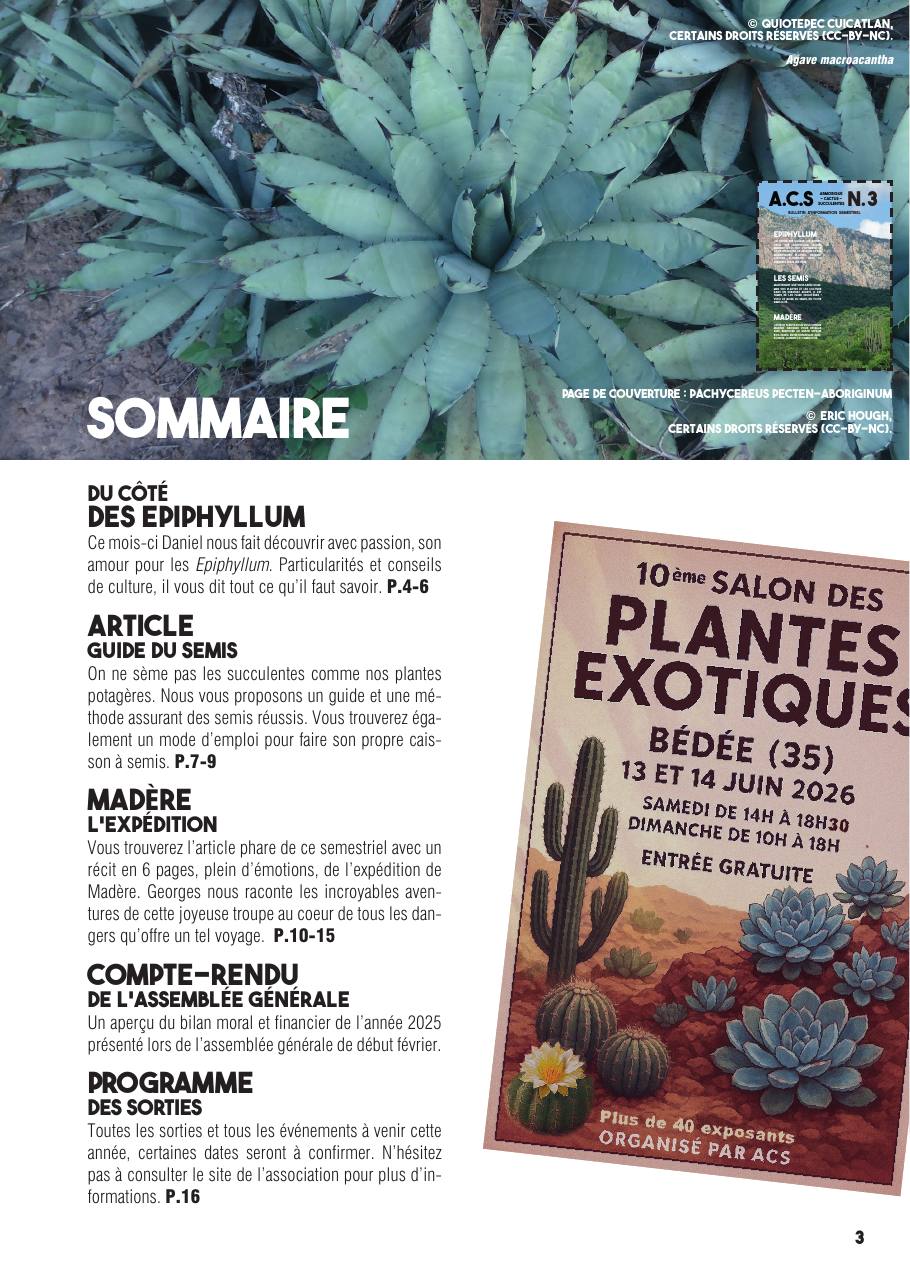 © QUIOTEPEC CUICATLAN,
CERTAINS DROITS RÉSERVÉS (CC-BY-NC).
Agave macroacantha
A.C.S ARMORIQUE
- CACTUS -
SUCCULENTES N.3
BULLETIN D'INFORMATION SEMESTRIEL
EPIPHYLLUM
LES SEMIS
MADÈRE
SOMMAIRE
PAGE DE COUVERTURE : PACHYCEREUS PECTEN-ABORIGINUM
© ERIC HOUGH,
CERTAINS DROITS RÉSERVÉS (CC-BY-NC).
DU CÔTÉ
DES EPIPHYLLUM
Ce mois-ci Daniel nous fait découvrir avec passion, son
amour pour les Epiphyllum. Particularités et conseils
de culture, il vous dit tout ce qu'il faut savoir. P.4-6
ARTICLE
GUIDE DU SEMIS
On ne sème pas les succulentes comme nos plantes
potagères. Nous vous proposons un guide et une mé-
thode assurant des semis réussis. Vous trouverez éga-
lement un mode d'emploi pour faire son propre cais-
son à semis. P.7-9
MADÈRE
L'EXPÉDITION
Vous trouverez l'article phare de ce semestriel avec un
récit en 6 pages, plein d'émotions, de l'expédition de
Madère. Georges nous raconte les incroyables aven-
tures de cette joyeuse troupe au coeur de tous les dan-
gers qu'offre un tel voyage. P.10-15
COMPTE-RENDU
DE L'ASSEMBLÉE GÉNÉRALE
Un aperçu du bilan moral et financier de l'année 2025
présenté lors de l'assemblée générale de début février.
PROGRAMME
DES SORTIES
Toutes les sorties et tous les événements à venir cette
année, certaines dates seront à confirmer. N'hésitez
pas à consulter le site de l'association pour plus d'in-
formations. P.16
10ème SALON DES
PLANTES
EXOTIQUES
BÉDÉE (35)
13 ET 14 JUIN 2026
SAMEDI DE 14H À 18H30
DIMANCHE DE 10H À 18H
ENTRÉE GRATUITE
Plus de 40 exposants
ORGANISÉ PAR ACS
3